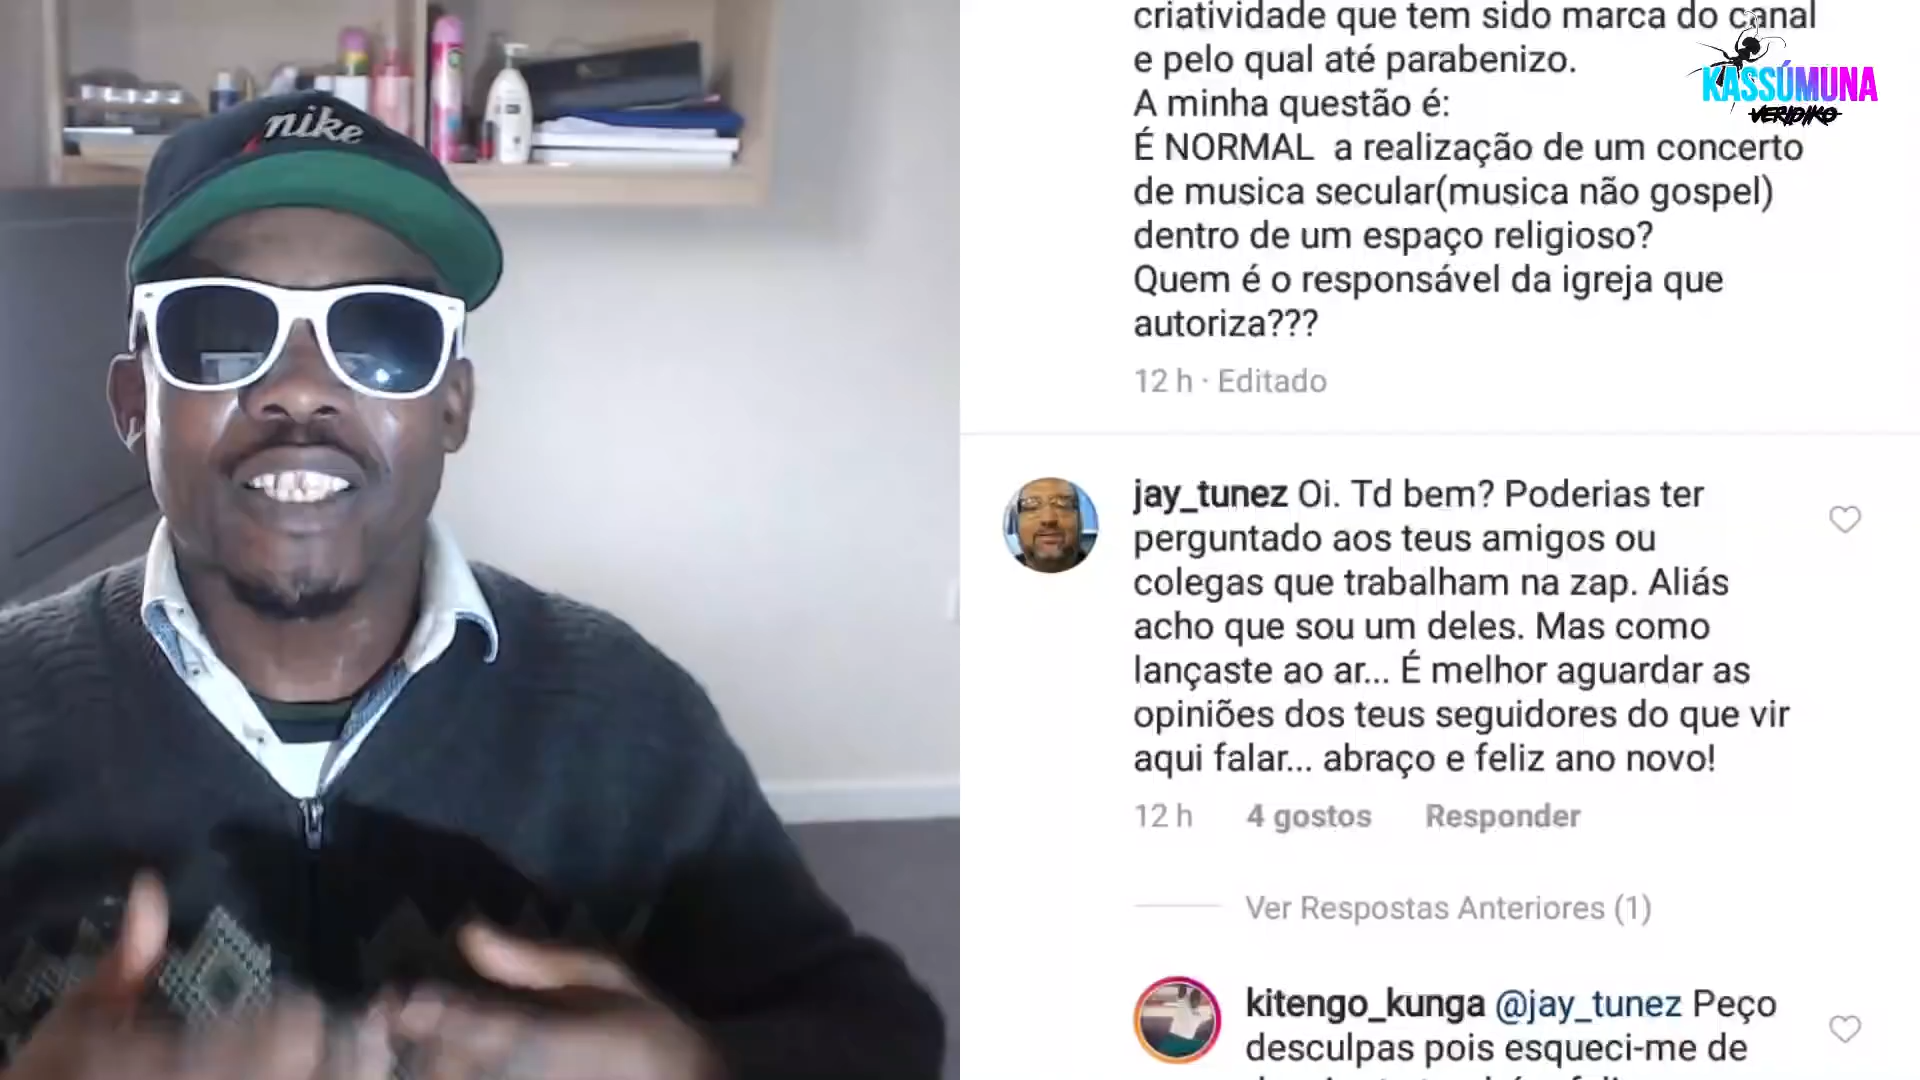 nike
criatividade que tem sido marca do canal
e pelo qual até parabenizo.
A minha questão é:
É NORMAL a realização de um concerto
de musica secular(musica não gospel)
dentro de um espaço religioso?
Quem é o responsável da igreja que
autoriza???
12 h · Editado
KASSÚMUNA
VERIDIKO
jay_tunez Oi. Td bem? Poderias ter
perguntado aos teus amigos ou
colegas que trabalham na zap. Aliás
acho que sou um deles. Mas como
lançaste ao ar... É melhor aguardar as
opiniões dos teus seguidores do que vir
aqui falar... abraço e feliz ano novo!
12 h 4 gostos Responder
Ver Respostas Anteriores (1)
kitengo_kunga @jay_tunez Peço
desculpas pois esqueci-me de